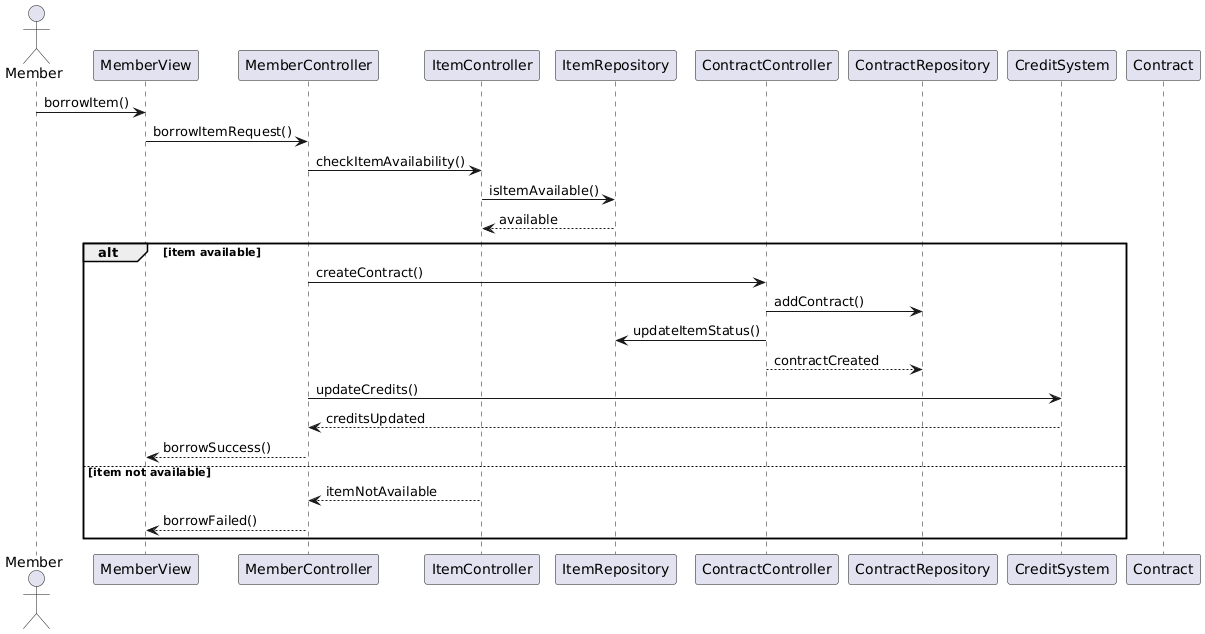 Member
MemberView
MemberController
ItemController
ItemRepository
ContractController
ContractRepository
CreditSystem
Contract
borrowItem()
borrowItemRequest()
checkItemAvailability()
isItemAvailable()
available
alt [item available]
createContract()
addContract()
updateItemStatus()
contractCreated
updateCredits()
creditsUpdated
borrowSuccess()
[item not available]
itemNotAvailable
borrowFailed()
Member
MemberView
MemberController
ItemController
ItemRepository
ContractController
ContractRepository
CreditSystem
Contract